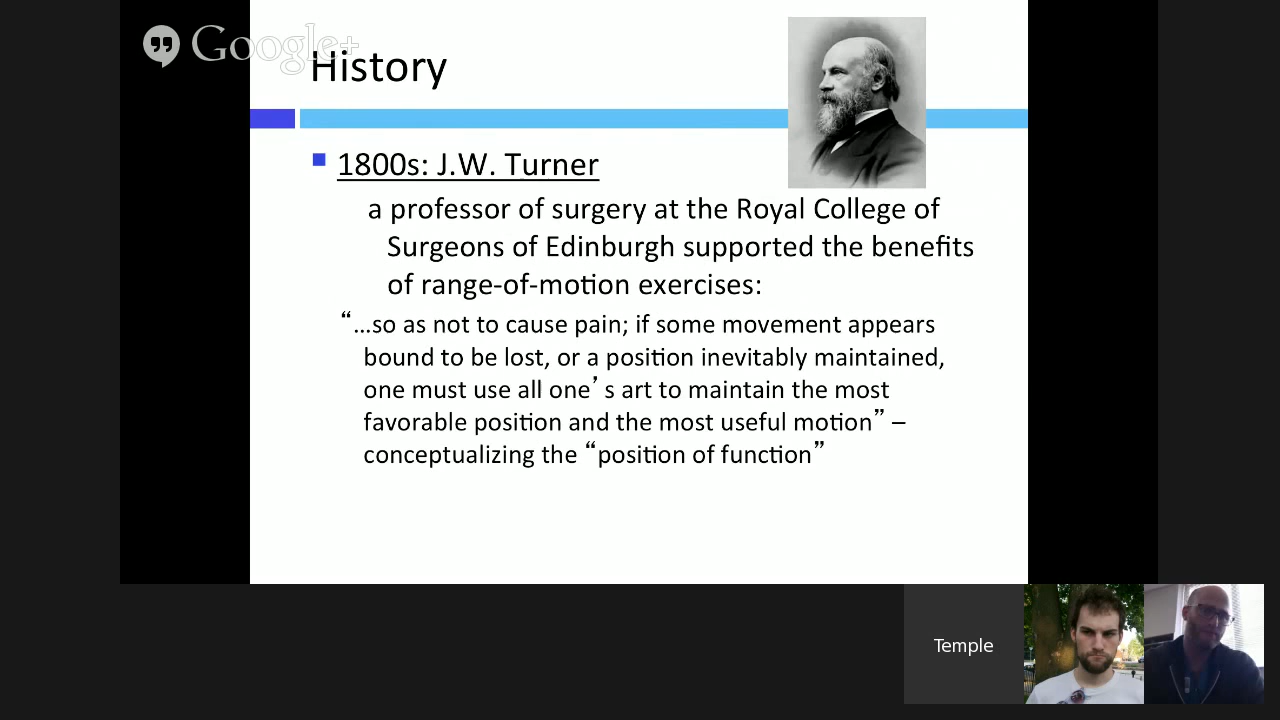 Google+
History
1800s: J.W. Turner
a professor of surgery at the Royal College of
Surgeons of Edinburgh supported the benefits
of range-of-motion exercises:
“…so as not to cause pain; if some movement appears
bound to be lost, or a position inevitably maintained,
one must use all one’s art to maintain the most
favorable position and the most useful motion” –
conceptualizing the “position of function”
Temple